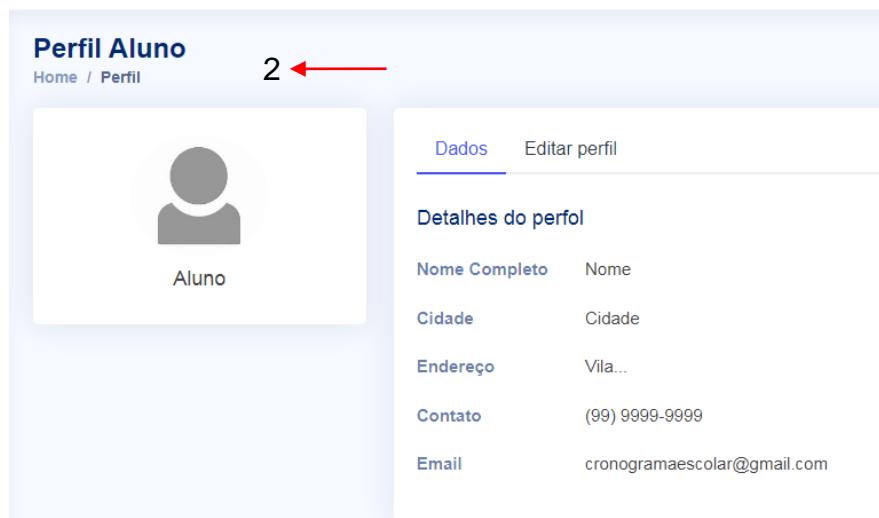 Perfil Aluno
Home / Perfil
2
Aluno
Dados Editar perfil
Detalhes do perfol
Nome Completo Nome
Cidade Cidade
Endereço Vila...
Contato (99) 9999-9999
Email cronogramaescolar@gmail.com